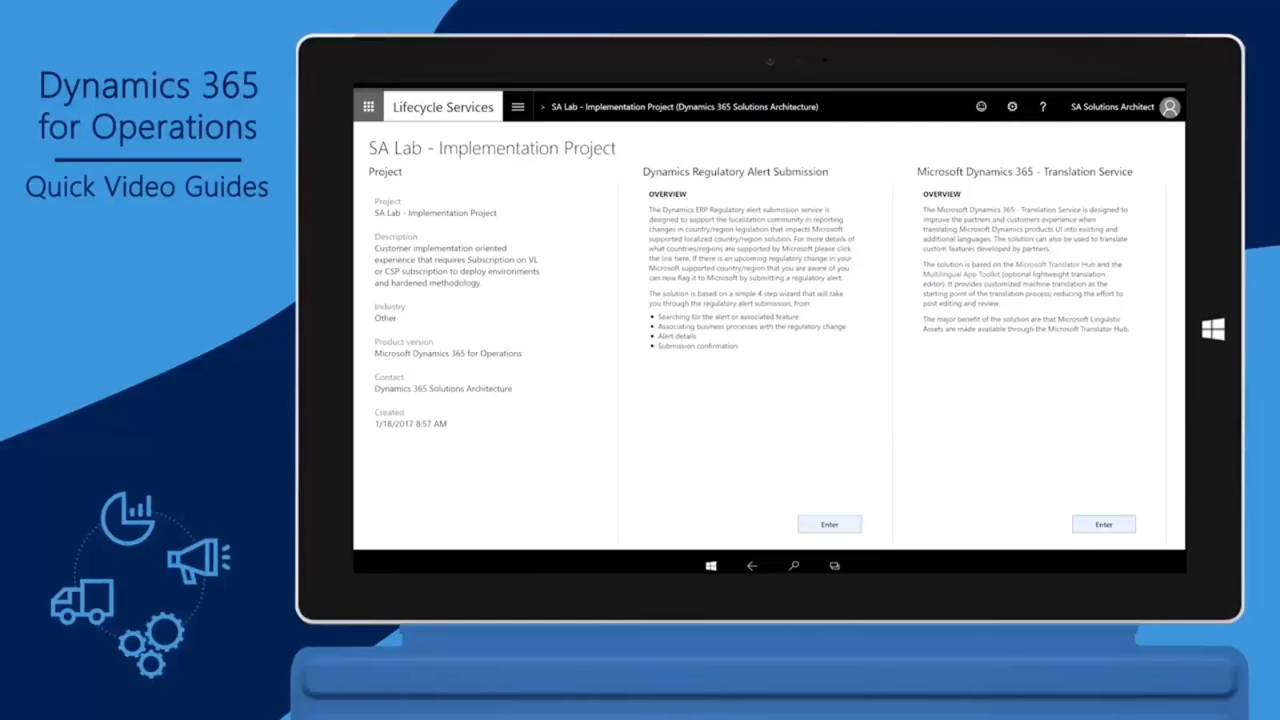 Dynamics 365
for Operations
Quick Video Guides
Lifecycle Services
> SA Lab - Implementation Project (Dynamics 365 Solutions Architecture)
?
SA Solutions Architect
SA Lab - Implementation Project
Project
Project
SA Lab - Implementation Project
Description
Customer implementation oriented
experience that requires Subscription on VL
or CSP subscription to deploy environments
and hardened methodology.
Industry
Other
Product version
Microsoft Dynamics 365 for Operations
Contact
Dynamics 365 Solutions Architecture
Created
1/18/2017 8:57 AM
Dynamics Regulatory Alert Submission
OVERVIEW
The Dynamics ERP Regulatory alert submission service is
designed to support the localization community in reporting
changes in country/region legislation that impacts Microsoft
supported localized country/region solution. For more details of
what countries/regions are supported by Microsoft please click
the link here. If there is an upcoming regulatory change in your
Microsoft supported country/region that you are aware of you
can now flag it to Microsoft by submitting a regulatory alert.
The solution is based on a simple 4 step wizard that will take
you through the regulatory alert submission, from:
• Searching for the alert or associated feature
• Associating business processes with the regulatory change
• Alert details
• Submission confirmation
Enter
Microsoft Dynamics 365 - Translation Service
OVERVIEW
The Microsoft Dynamics 365 - Translation Service is designed to
improve the partners and customers experience when
translating Microsoft Dynamics products UI into existing and
additional languages. The solution can also be used to translate
custom features developed by partners.
The solution is based on the Microsoft Translator Hub and the
Multilingual App Toolkit (optional lightweight translation
editor). It provides customized machine translation as the
starting point of the translation process; reducing the effort to
post editing and review.
The major benefit of the solution are that Microsoft Linguistic
Assets are made available through the Microsoft Translator Hub.
Enter